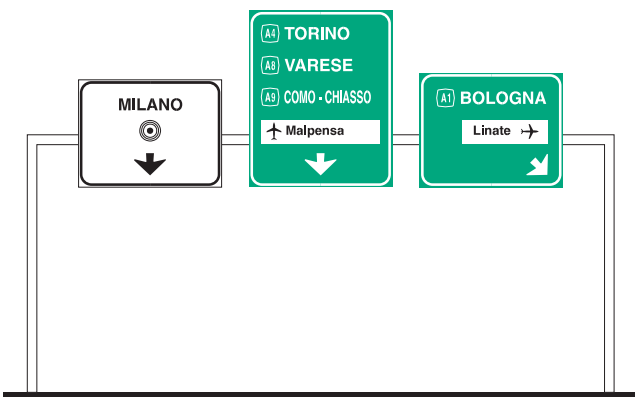 MILANO
A4 TORINO
A8 VARESE
A9 COMO - CHIASSO
Malpensa
A1 BOLOGNA
Linate